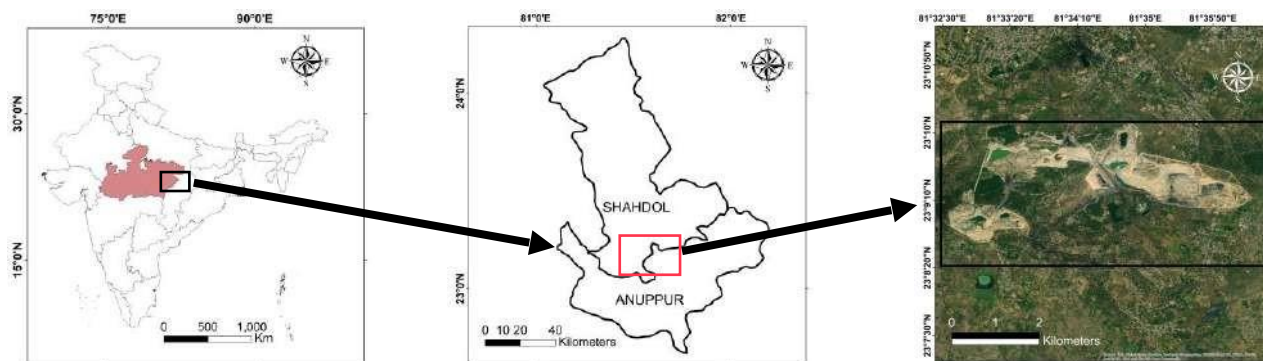 75°0'E 90°0'E
30°0'N
15°0'N
N
W E
S
0 500 1,000
Km
81°0'E 82°0'E
24°0'N
23°0'N
N
W E
S
SHAHDOL
ANUPPUR
0 10 20 40
Kilometers
81°32'30"E 81°33'20"E 81°34'10"E 81°35'E 81°35'50"E
23°10'50"N
23°10'N
23°9'10"N
23°8'20"N
23°7'30"N
N
W E
S
0 1 2
Kilometers